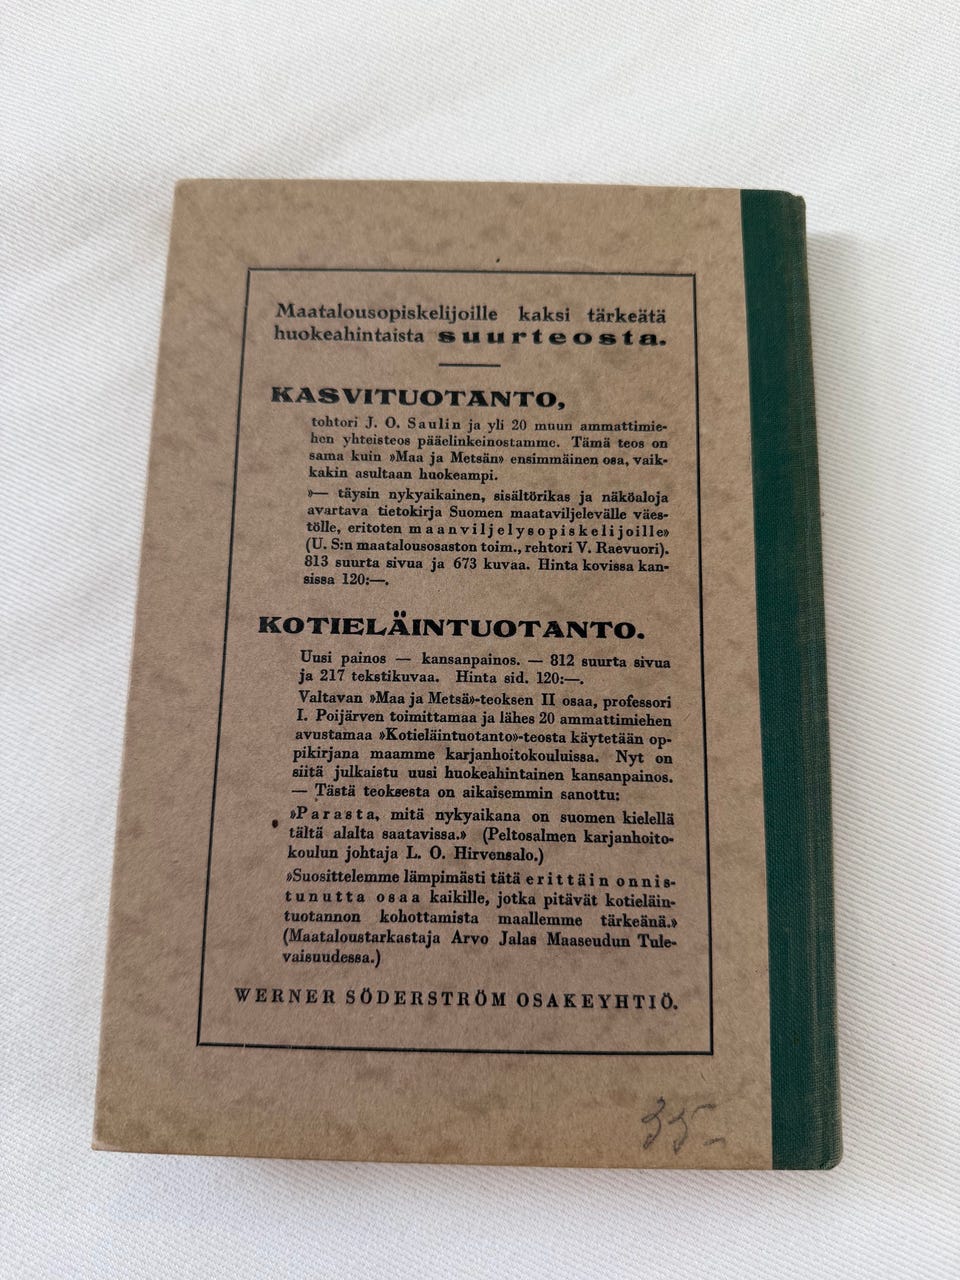 Maatalousopiskelijoille kaksi tärkeätä
huokeahintaista suurteosta.
KASVITUOTANTO,
tohtori J. O. Saulin ja yli 20 muun ammattimie-
hen yhteisteos pääelinkeinostamme. Tämä teos on
sama kuin »Maa ja Metsän» ensimmäinen osa, vaik-
kakin asultaan huokeampi.
»— täysin nykyaikainen, sisältörikas ja näköaloja
avartava tietokirja Suomen maataviljelevälle väes-
tölle, eritoten maanviljelysopiskelijoille»
(U. S:n maatalousosaston toim., rehtori V. Raevuori).
813 suurta sivua ja 673 kuvaa. Hinta kovissa kan-
sissa 120:—.
KOTIELÄINTUOTANTO.
Uusi painos — kansanpainos. — 812 suurta sivua
ja 217 tekstikuvaa. Hinta sid. 120:—.
Valtavan »Maa ja Metsä»-teoksen II osaa, professori
I. Poijärven toimittamaa ja lähes 20 ammattimiehen
avustamaa »Kotieläintuotanto»-teosta käytetään op-
pikirjana maamme karjanhoitokouluissa. Nyt on
siitä julkaistu uusi huokeahintainen kansanpainos.
— Tästä teoksesta on aikaisemmin sanottu:
»Parasta, mitä nykyaikana on suomen kielellä
tältä alalta saatavissa.» (Peltosalmen karjanhoito-
koulun johtaja L. O. Hirvensalo.)
»Suosittelemme lämpimästi tätä erittäin onnis-
tunutta osaa kaikille, jotka pitävät kotieläin-
tuotannon kohottamista maallemme tärkeänä.»
(Maataloustarkastaja Arvo Jalas Maaseudun Tule-
vaisuudessa.)
WERNER SÖDERSTRÖM OSAKEYHTIÖ.
35-